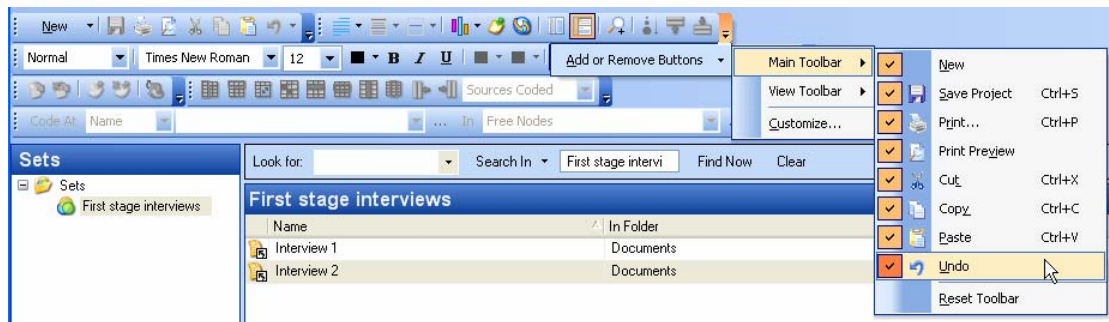 New
Normal Times New Roman 12 B I U Add or Remove Buttons
Sources Coded
Code At Name ... In Free Nodes
Main Toolbar
View Toolbar
Customize...
New
Save Project Ctrl+S
Print... Ctrl+P
Print Preview
Cut Ctrl+X
Copy Ctrl+C
Paste Ctrl+V
Undo
Reset Toolbar
Sets
Sets
First stage interviews
Look for: Search In First stage intervi Find Now Clear
First stage interviews
Name In Folder
Interview 1 Documents
Interview 2 Documents